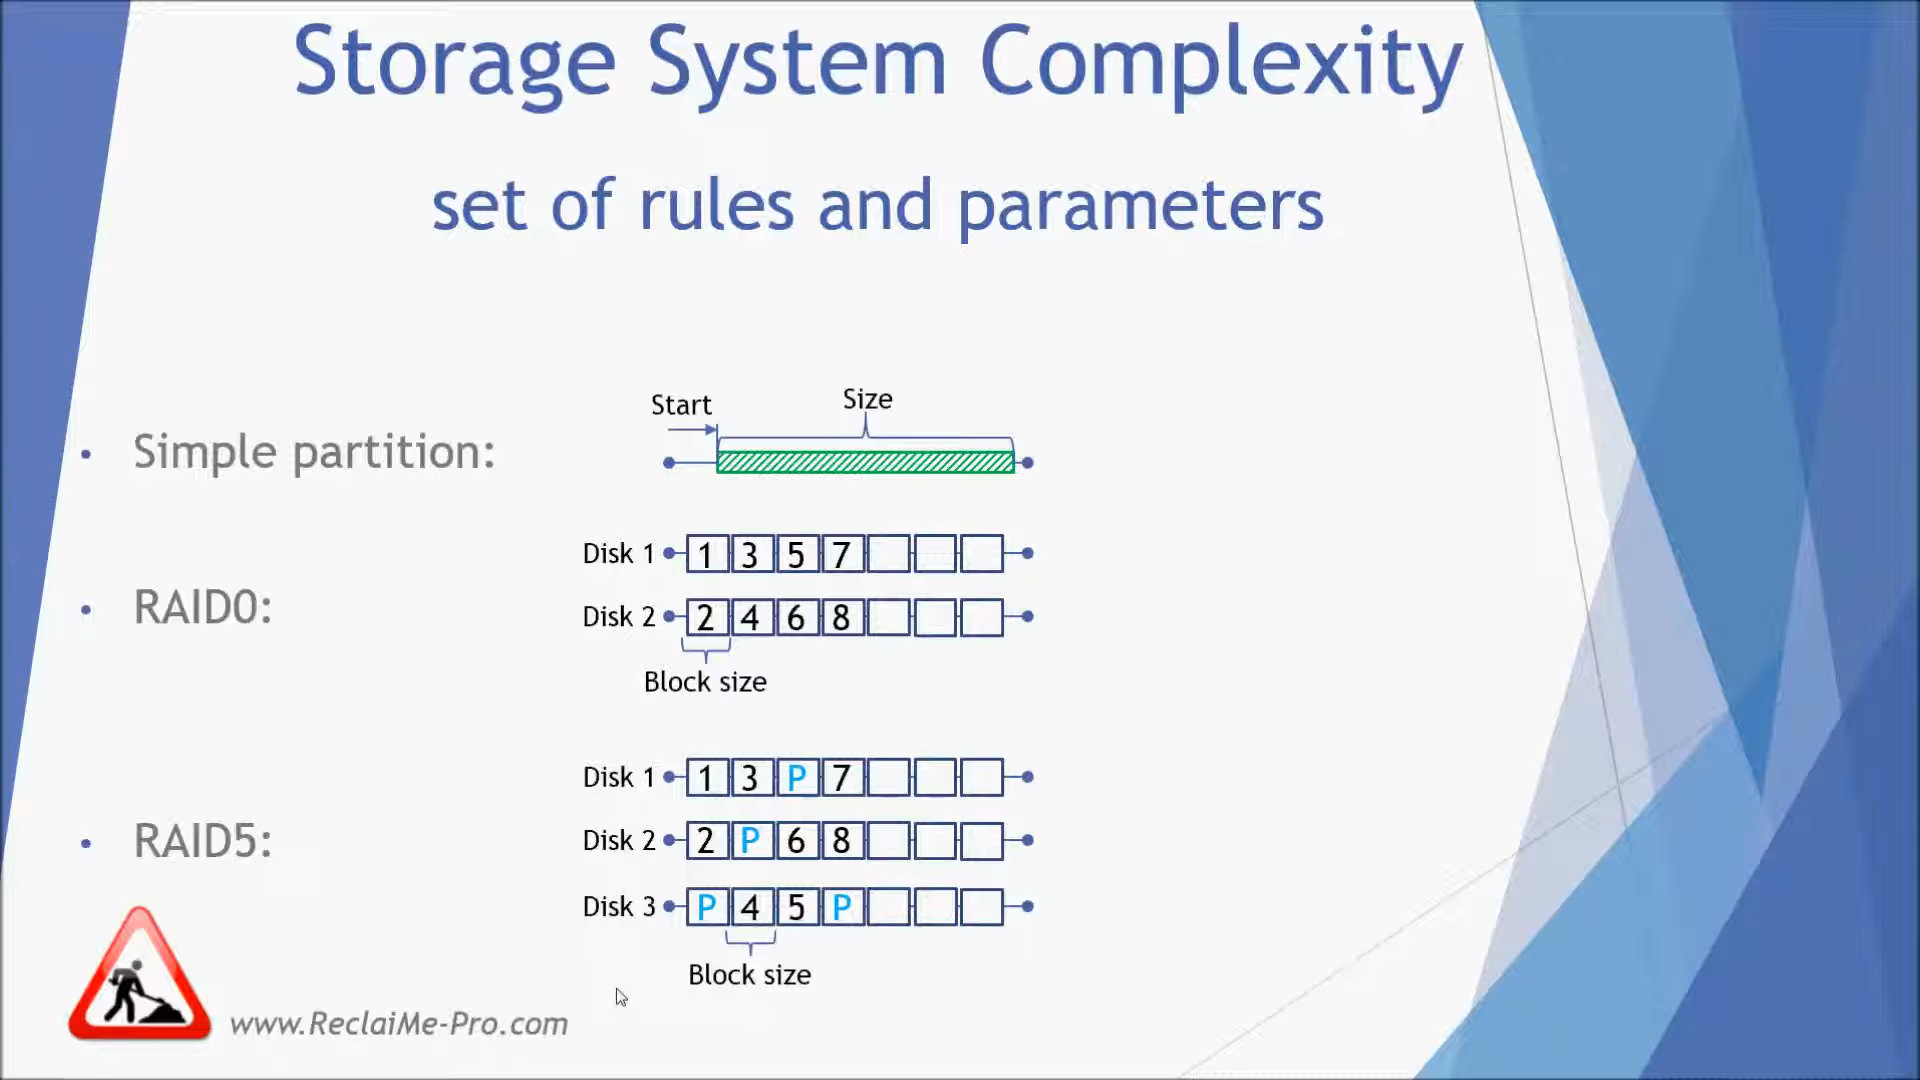 Storage System Complexity
set of rules and parameters
• Simple partition:
Start
Size
• RAID0:
Disk 1 1 3 5 7
Disk 2 2 4 6 8
Block size
• RAID5:
Disk 1 1 3 P 7
Disk 2 2 P 6 8
Disk 3 P 4 5 P
Block size
www.ReclaiMe-Pro.com